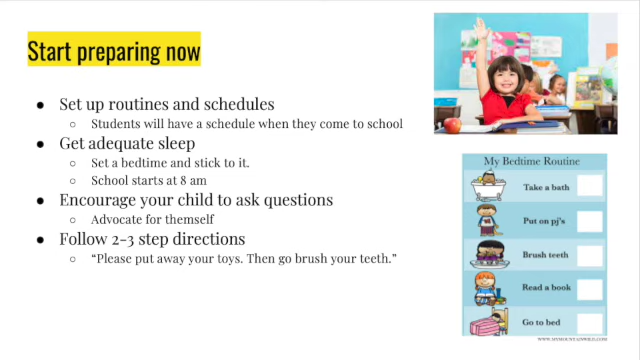 Start preparing now
● Set up routines and schedules
○ Students will have a schedule when they come to school
● Get adequate sleep
○ Set a bedtime and stick to it.
○ School starts at 8 am
● Encourage your child to ask questions
○ Advocate for themself
● Follow 2-3 step directions
○ “Please put away your toys. Then go brush your teeth.”
My Bedtime Routine
Take a bath
Put on pj's
Brush teeth
Read a book
Go to bed